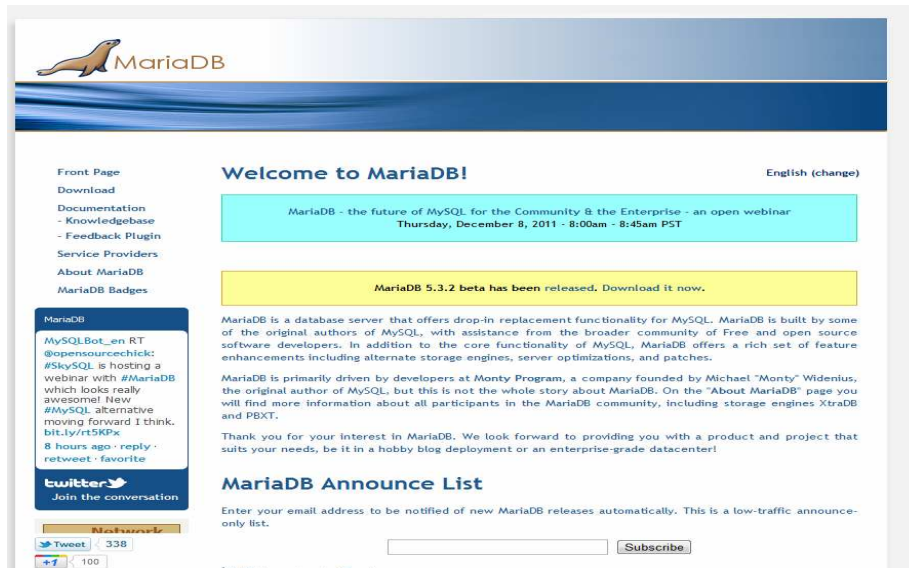 MariaDB
Front Page
Download
Documentation
- Knowledgebase
- Feedback Plugin
Service Providers
About MariaDB
MariaDB Badges
MariaDB
MySQLBot_en RT
@opensourcechick:
#SkySQL is hosting a
webinar with #MariaDB
which looks really
awesome! New
#MySQL alternative
moving forward I think.
bit.ly/rt5KPx
8 hours ago · reply ·
retweet · favorite
twitter
Join the conversation
Network
Tweet 338
+1 100
Welcome to MariaDB!
English (change)
MariaDB - the future of MySQL for the Community & the Enterprise - an open webinar
Thursday, December 8, 2011 - 8:00am - 8:45am PST
MariaDB 5.3.2 beta has been released. Download it now.
MariaDB is a database server that offers drop-in replacement functionality for MySQL. MariaDB is built by some
of the original authors of MySQL, with assistance from the broader community of Free and open source
software developers. In addition to the core functionality of MySQL, MariaDB offers a rich set of feature
enhancements including alternate storage engines, server optimizations, and patches.
MariaDB is primarily driven by developers at Monty Program, a company founded by Michael "Monty" Widenius,
the original author of MySQL, but this is not the whole story about MariaDB. On the "About MariaDB" page you
will find more information about all participants in the MariaDB community, including storage engines XtraDB
and PBXT.
Thank you for your interest in MariaDB. We look forward to providing you with a product and project that
suits your needs, be it in a hobby blog deployment or an enterprise-grade datacenter!
MariaDB Announce List
Enter your email address to be notified of new MariaDB releases automatically. This is a low-traffic announce-
only list.
Subscribe